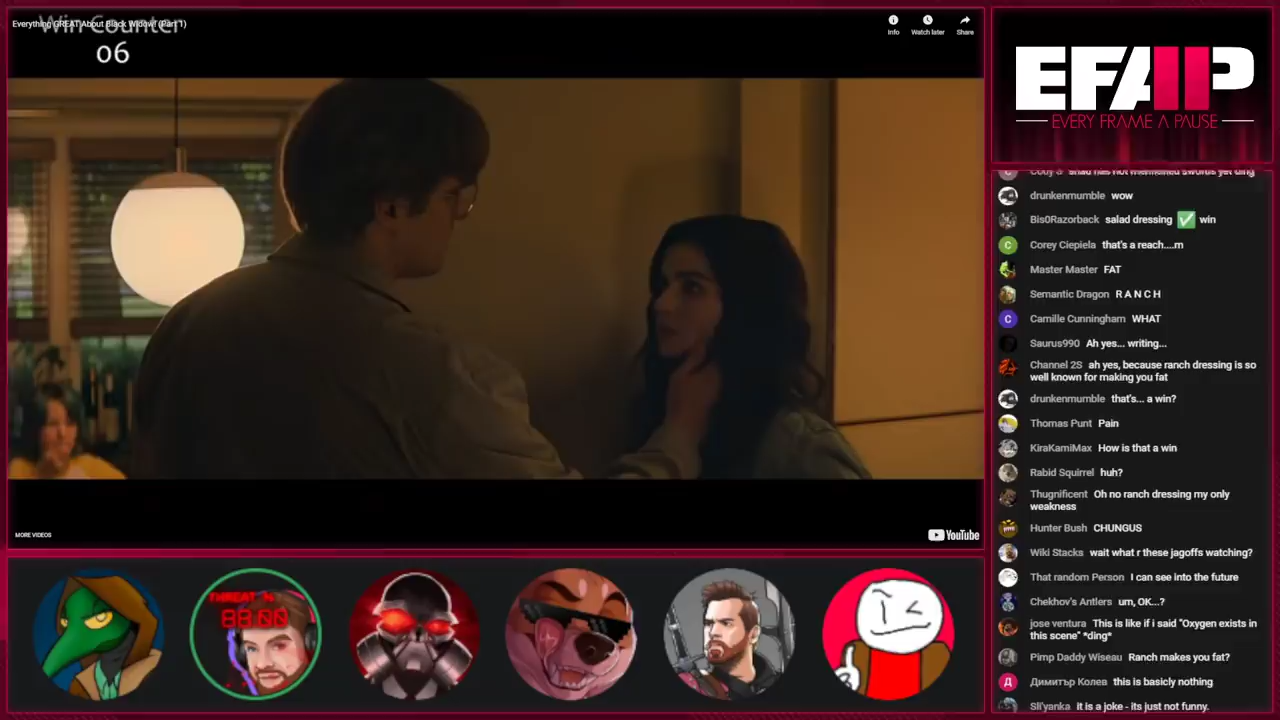 Everything GREAT About Black Widow! (Part 1)
Win Counter
06
Info
Watch later
Share
MORE VIDEOS
YouTube
THREAT %
88.00
EFAP
EVERY FRAME A PAUSE
drunkenmumble wow
Bis0Razorback salad dressing ✅ win
Corey Ciepiela that's a reach....m
Master Master FAT
Semantic Dragon R A N C H
Camille Cunningham WHAT
Saurus990 Ah yes... writing...
Channel 2S ah yes, because ranch dressing is so
well known for making you fat
drunkenmumble that's... a win?
Thomas Punt Pain
KiraKamiMax How is that a win
Rabid Squirrel huh?
Thugnificent Oh no ranch dressing my only
weakness
Hunter Bush CHUNGUS
Wiki Stacks wait what r these jagoffs watching?
That random Person I can see into the future
Chekhov's Antlers um, OK...?
jose ventura This is like if i said "Oxygen exists in
this scene" *ding*
Pimp Daddy Wiseau Ranch makes you fat?
Димитър Колев this is basicly nothing
Sli'yanka it is a joke - its just not funny.